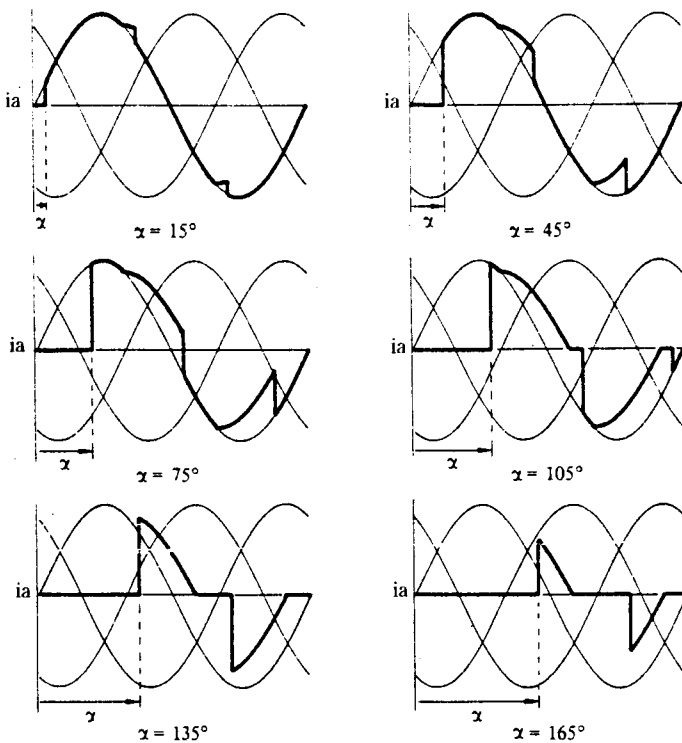 ia
ia
α
α
α = 15°
α = 45°
ia
ia
α
α
α = 75°
α = 105°
ia
ia
α
α
α = 135°
α = 165°